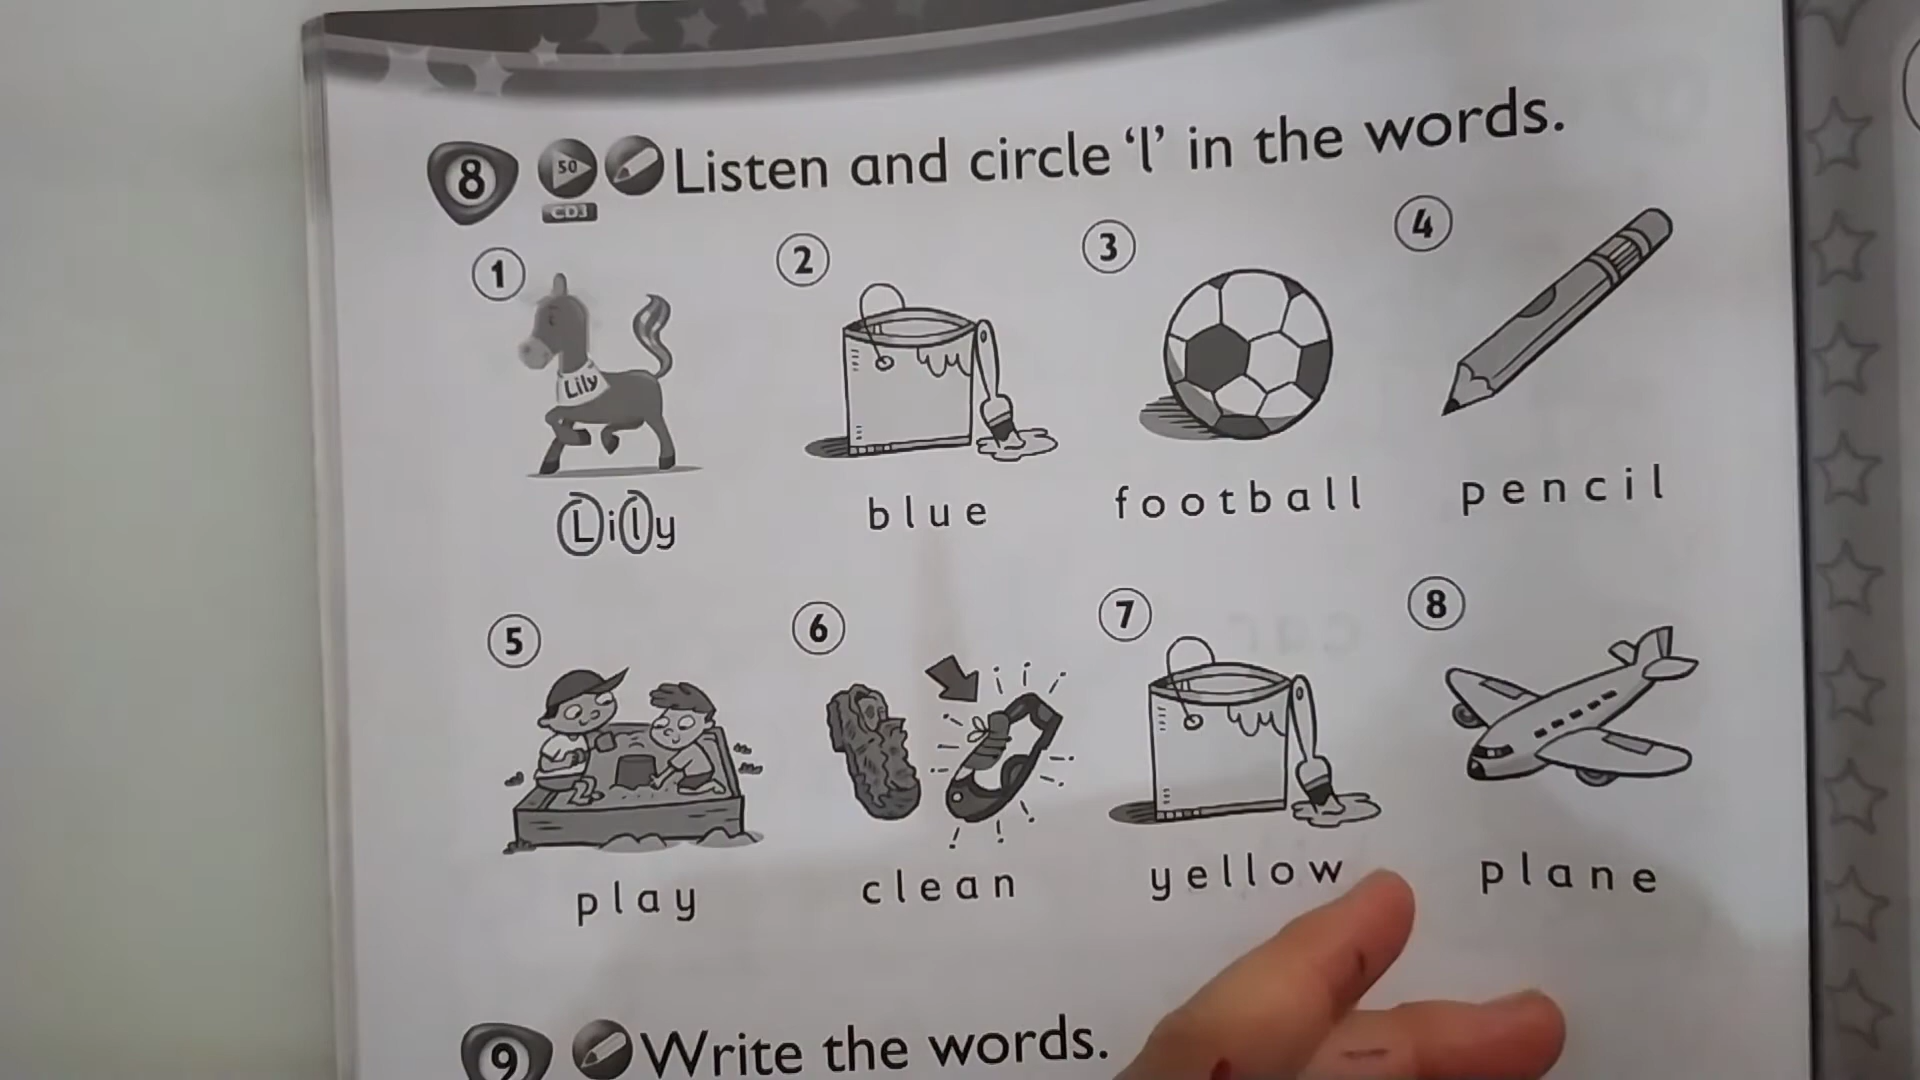 8 50 CD3 Listen and circle ‘l’ in the words.
1 2 3 4
Lily
Lily blue football pencil
5 6 7 8
play clean yellow plane
9 Write the words.